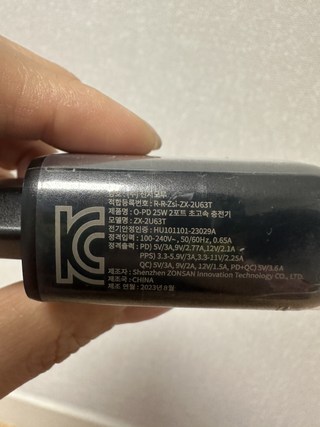 적합등록번호 : R-R-Zsi-ZX-2U63T
제품명 : O-PD 25W 2포트 초고속 충전기
모델명 : ZX-2U63T
전기안전인증 : HU101101-23029A
정격입력 : 100-240V~, 50/60Hz, 0.65A
정격출력 : PD) 5V/3A,9V/2.77A,12V/2.1A
PPS) 3.3-5.9V/3A,3.3-11V/2.25A
QC) 5V/3A, 9V/2A, 12V/1.5A, PD+QC) 5V/3.6A
제조자 : Shenzhen ZONSAN Innovation Technology CO., LTD.
제조국 : CHINA
제조 연월 : 2023년 8월